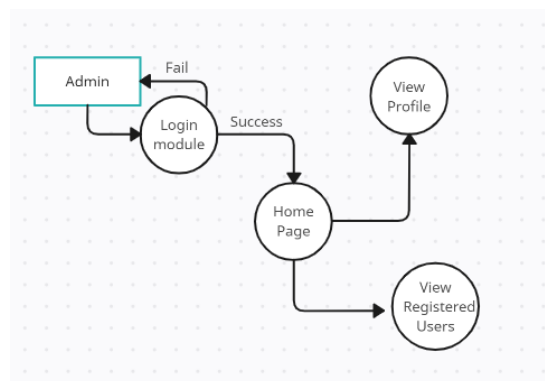 Admin
Fail
Login
module
Success
View
Profile
Home
Page
View
Registered
Users